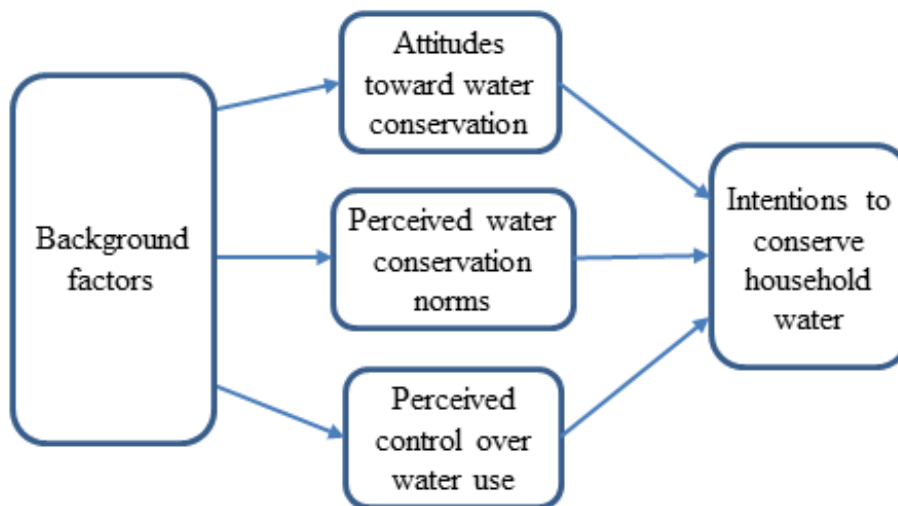 Background
factors
Attitudes
toward water
conservation
Perceived water
conservation
norms
Perceived
control over
water use
Intentions to
conserve
household
water